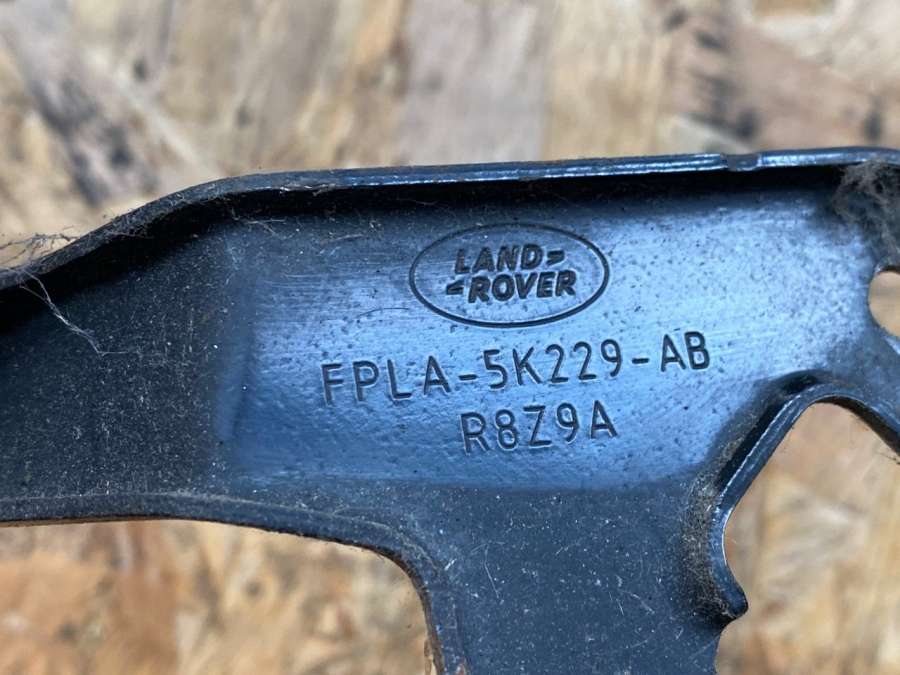 LAND
ROVER
FPLA-5K229-AB
R8Z9A